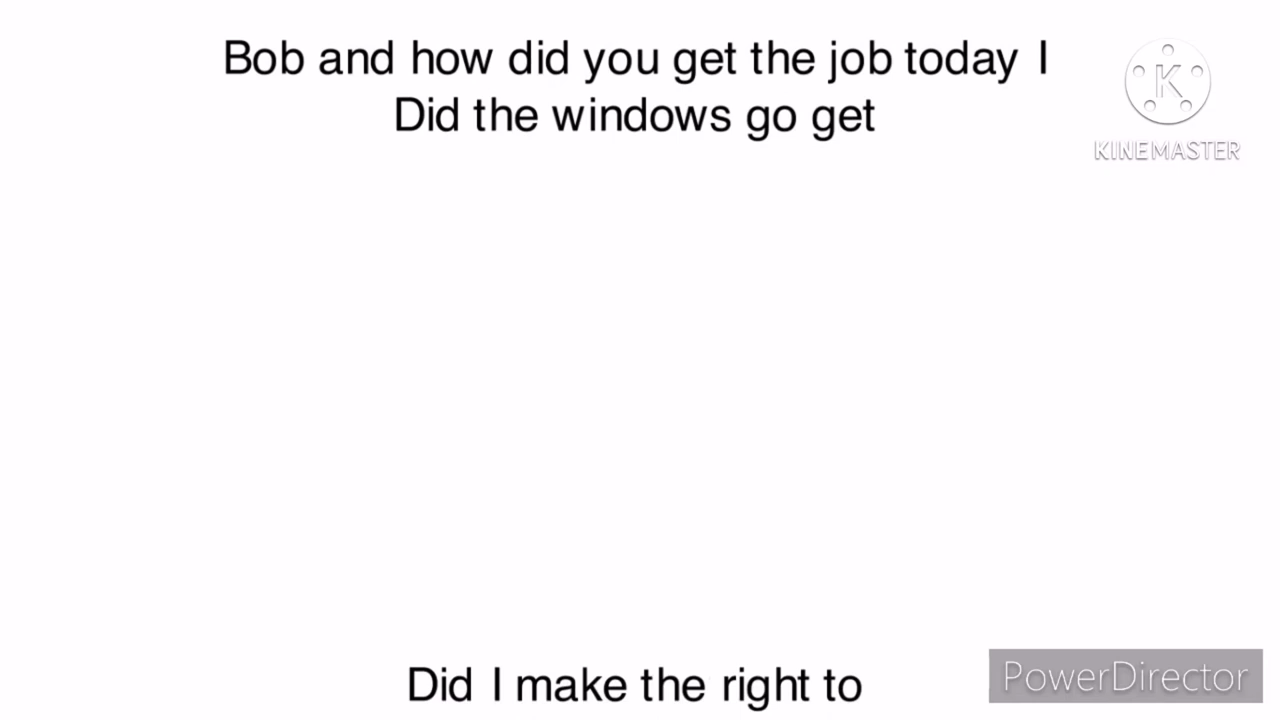 Bob and how did you get the job today I
Did the windows go get
K
KINEMASTER
Did I make the right to
PowerDirector